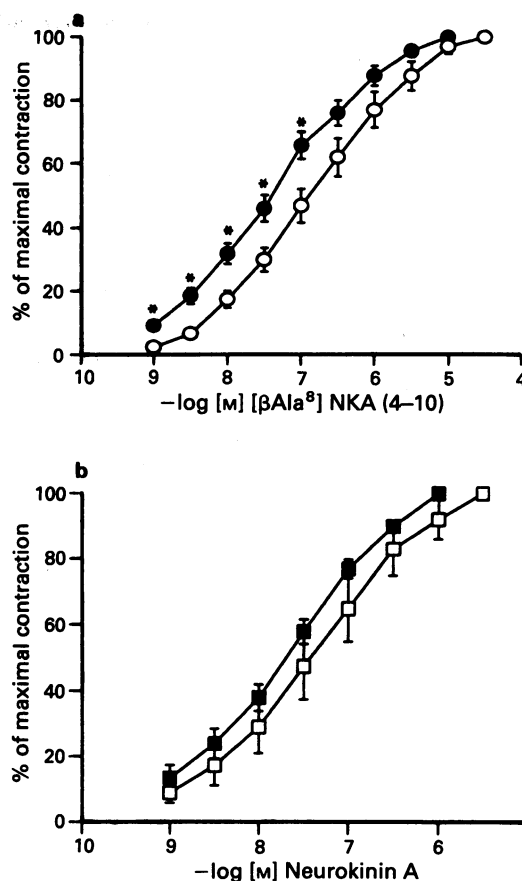 a
% of maximal contraction
100
80
60
40
20
0
* * * * *
10 9 8 7 6 5 4
−log [M] [βAla⁸] NKA (4–10)
b
% of maximal contraction
100
80
60
40
20
0
10 9 8 7 6
−log [M] Neurokinin A